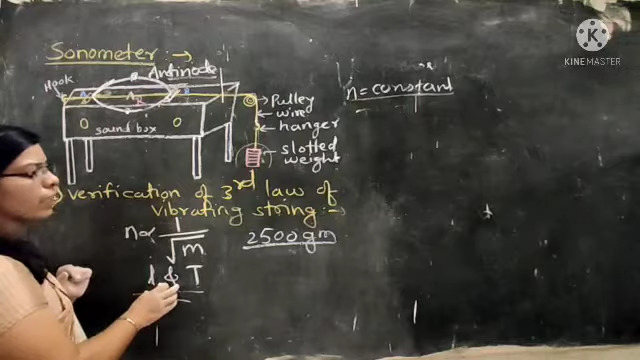 Sonometer →
Hook
Antinode
A
B
sound box
Pulley
wire
hanger
slotted
weight
verification of 3rd law of
vibrating string :→
n ∝ 1/√m
2500 gm
l & T
n = constant
KINEMASTER